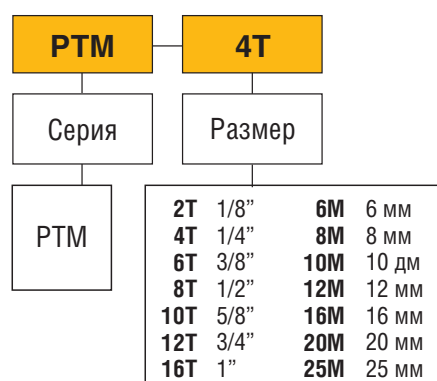 PTM 4T
Серия Размер
PTM
2T 1/8” 6M 6 мм
4T 1/4” 8M 8 мм
6T 3/8” 10M 10 дм
8T 1/2” 12M 12 мм
10T 5/8” 16M 16 мм
12T 3/4” 20M 20 мм
16T 1” 25M 25 мм